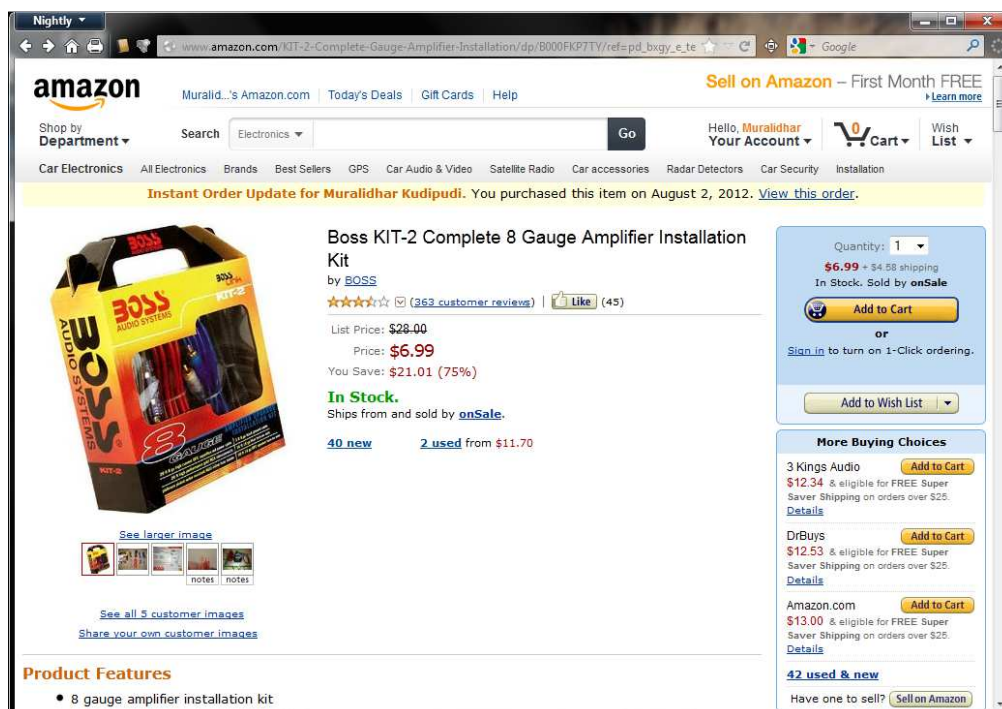 Nightly
www.amazon.com/KIT-2-Complete-Gauge-Amplifier-Installation/dp/B000FKP7TY/ref=pd_bxgy_e_te
Google
amazon
Muralid...'s Amazon.com
Today's Deals
Gift Cards
Help
Sell on Amazon – First Month FREE
Learn more
Shop by
Department
Search
Electronics
Go
Hello, Muralidhar
Your Account
0
Cart
Wish
List
Car Electronics
All Electronics
Brands
Best Sellers
GPS
Car Audio & Video
Satellite Radio
Car accessories
Radar Detectors
Car Security
Installation
Instant Order Update for Muralidhar Kudipudi. You purchased this item on August 2, 2012. View this order.
BOSS
BOSS
KIT-2
BOSS
AUDIO SYSTEMS
BOSS
AUDIO SYSTEMS
KIT-2
8
GAUGE
See larger image
notes
notes
See all 5 customer images
Share your own customer images
Boss KIT-2 Complete 8 Gauge Amplifier Installation
Kit
by BOSS
(363 customer reviews)
Like
(45)
List Price: $28.00
Price: $6.99
You Save: $21.01 (75%)
In Stock.
Ships from and sold by onSale.
40 new
2 used from $11.70
Quantity: 1
$6.99 + $4.58 shipping
In Stock. Sold by onSale
Add to Cart
or
Sign in to turn on 1-Click ordering.
Add to Wish List
More Buying Choices
3 Kings Audio
Add to Cart
$12.34 & eligible for FREE Super
Saver Shipping on orders over $25.
Details
DrBuys
Add to Cart
$12.53 & eligible for FREE Super
Saver Shipping on orders over $25.
Details
Amazon.com
Add to Cart
$13.00 & eligible for FREE Super
Saver Shipping on orders over $25.
Details
42 used & new
Have one to sell? Sell on Amazon
Product Features
• 8 gauge amplifier installation kit